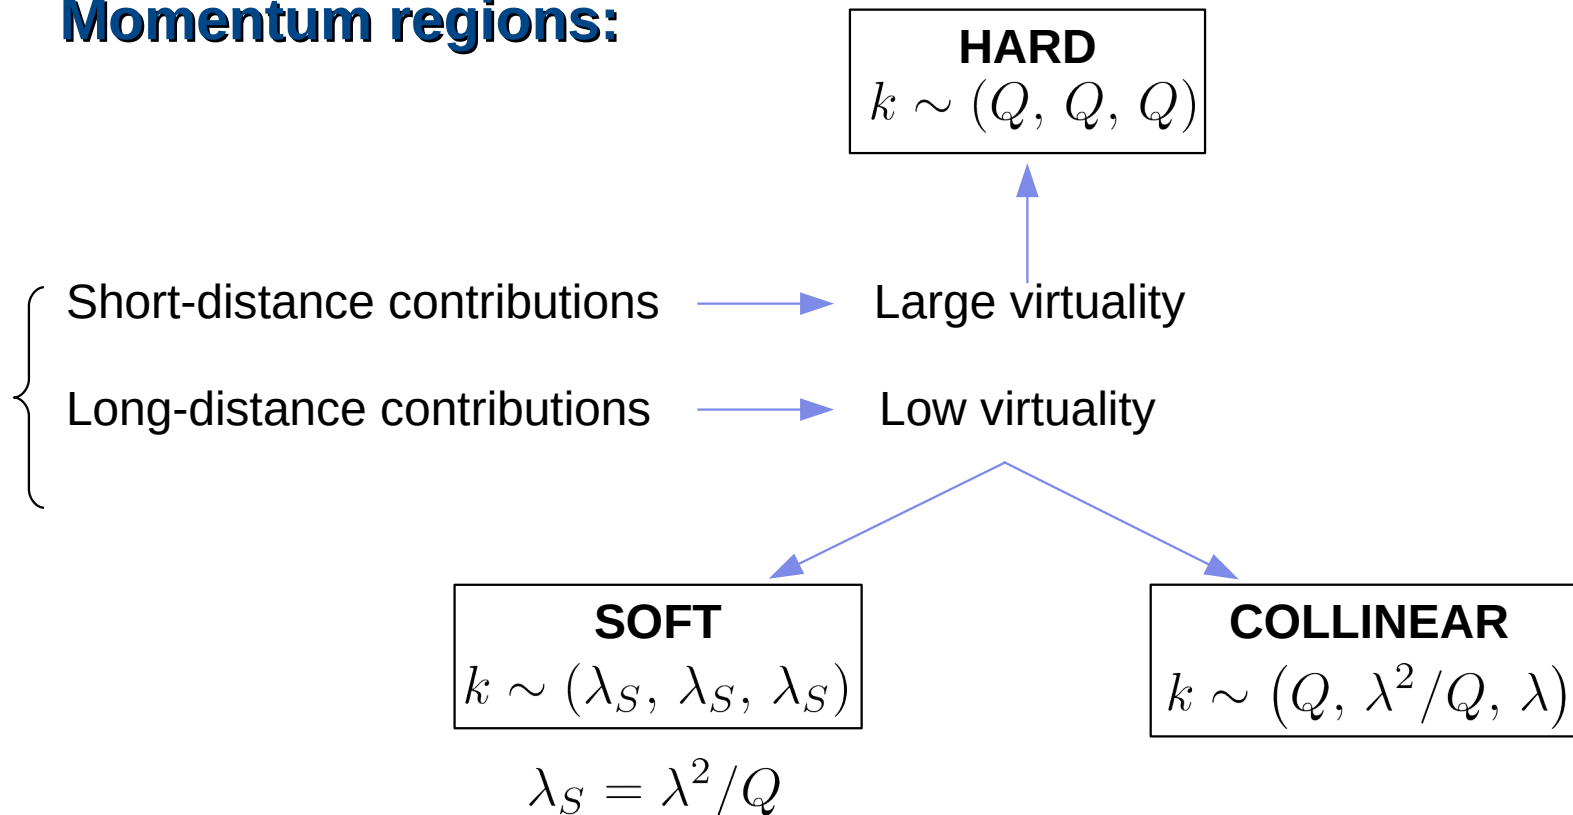 Momentum regions:
HARD
k ∼ (Q, Q, Q)
Short-distance contributions Large virtuality
Long-distance contributions Low virtuality
SOFT
k ∼ (λ_S, λ_S, λ_S)
λ_S = λ²/Q
COLLINEAR
k ∼ (Q, λ²/Q, λ)